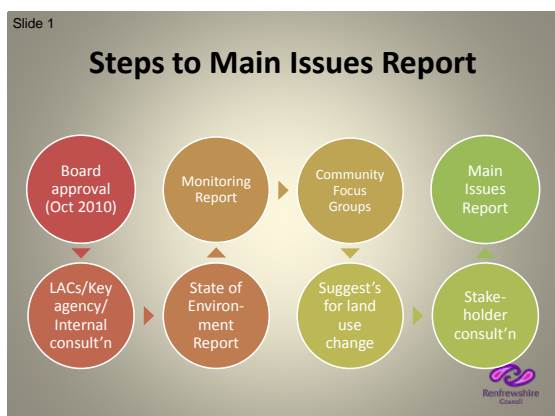 Slide 1
Steps to Main Issues Report
Board
approval
(Oct 2010)
LACs/Key
agency/
Internal
consult'n
State of
Environ-
ment
Report
Monitoring
Report
Community
Focus
Groups
Suggest's
for land
use
change
Stake-
holder
consult'n
Main
Issues
Report
Renfrewshire
Council